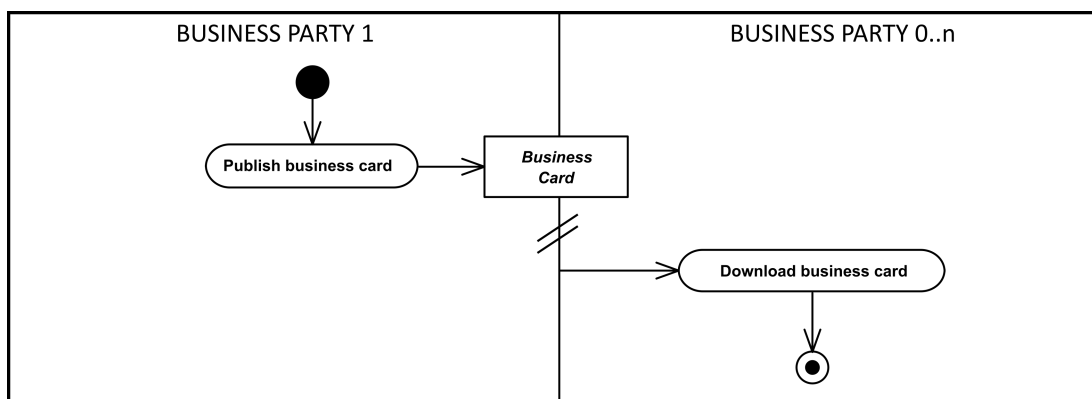 BUSINESS PARTY 1
BUSINESS PARTY 0..n
Publish business card
Business
Card
Download business card